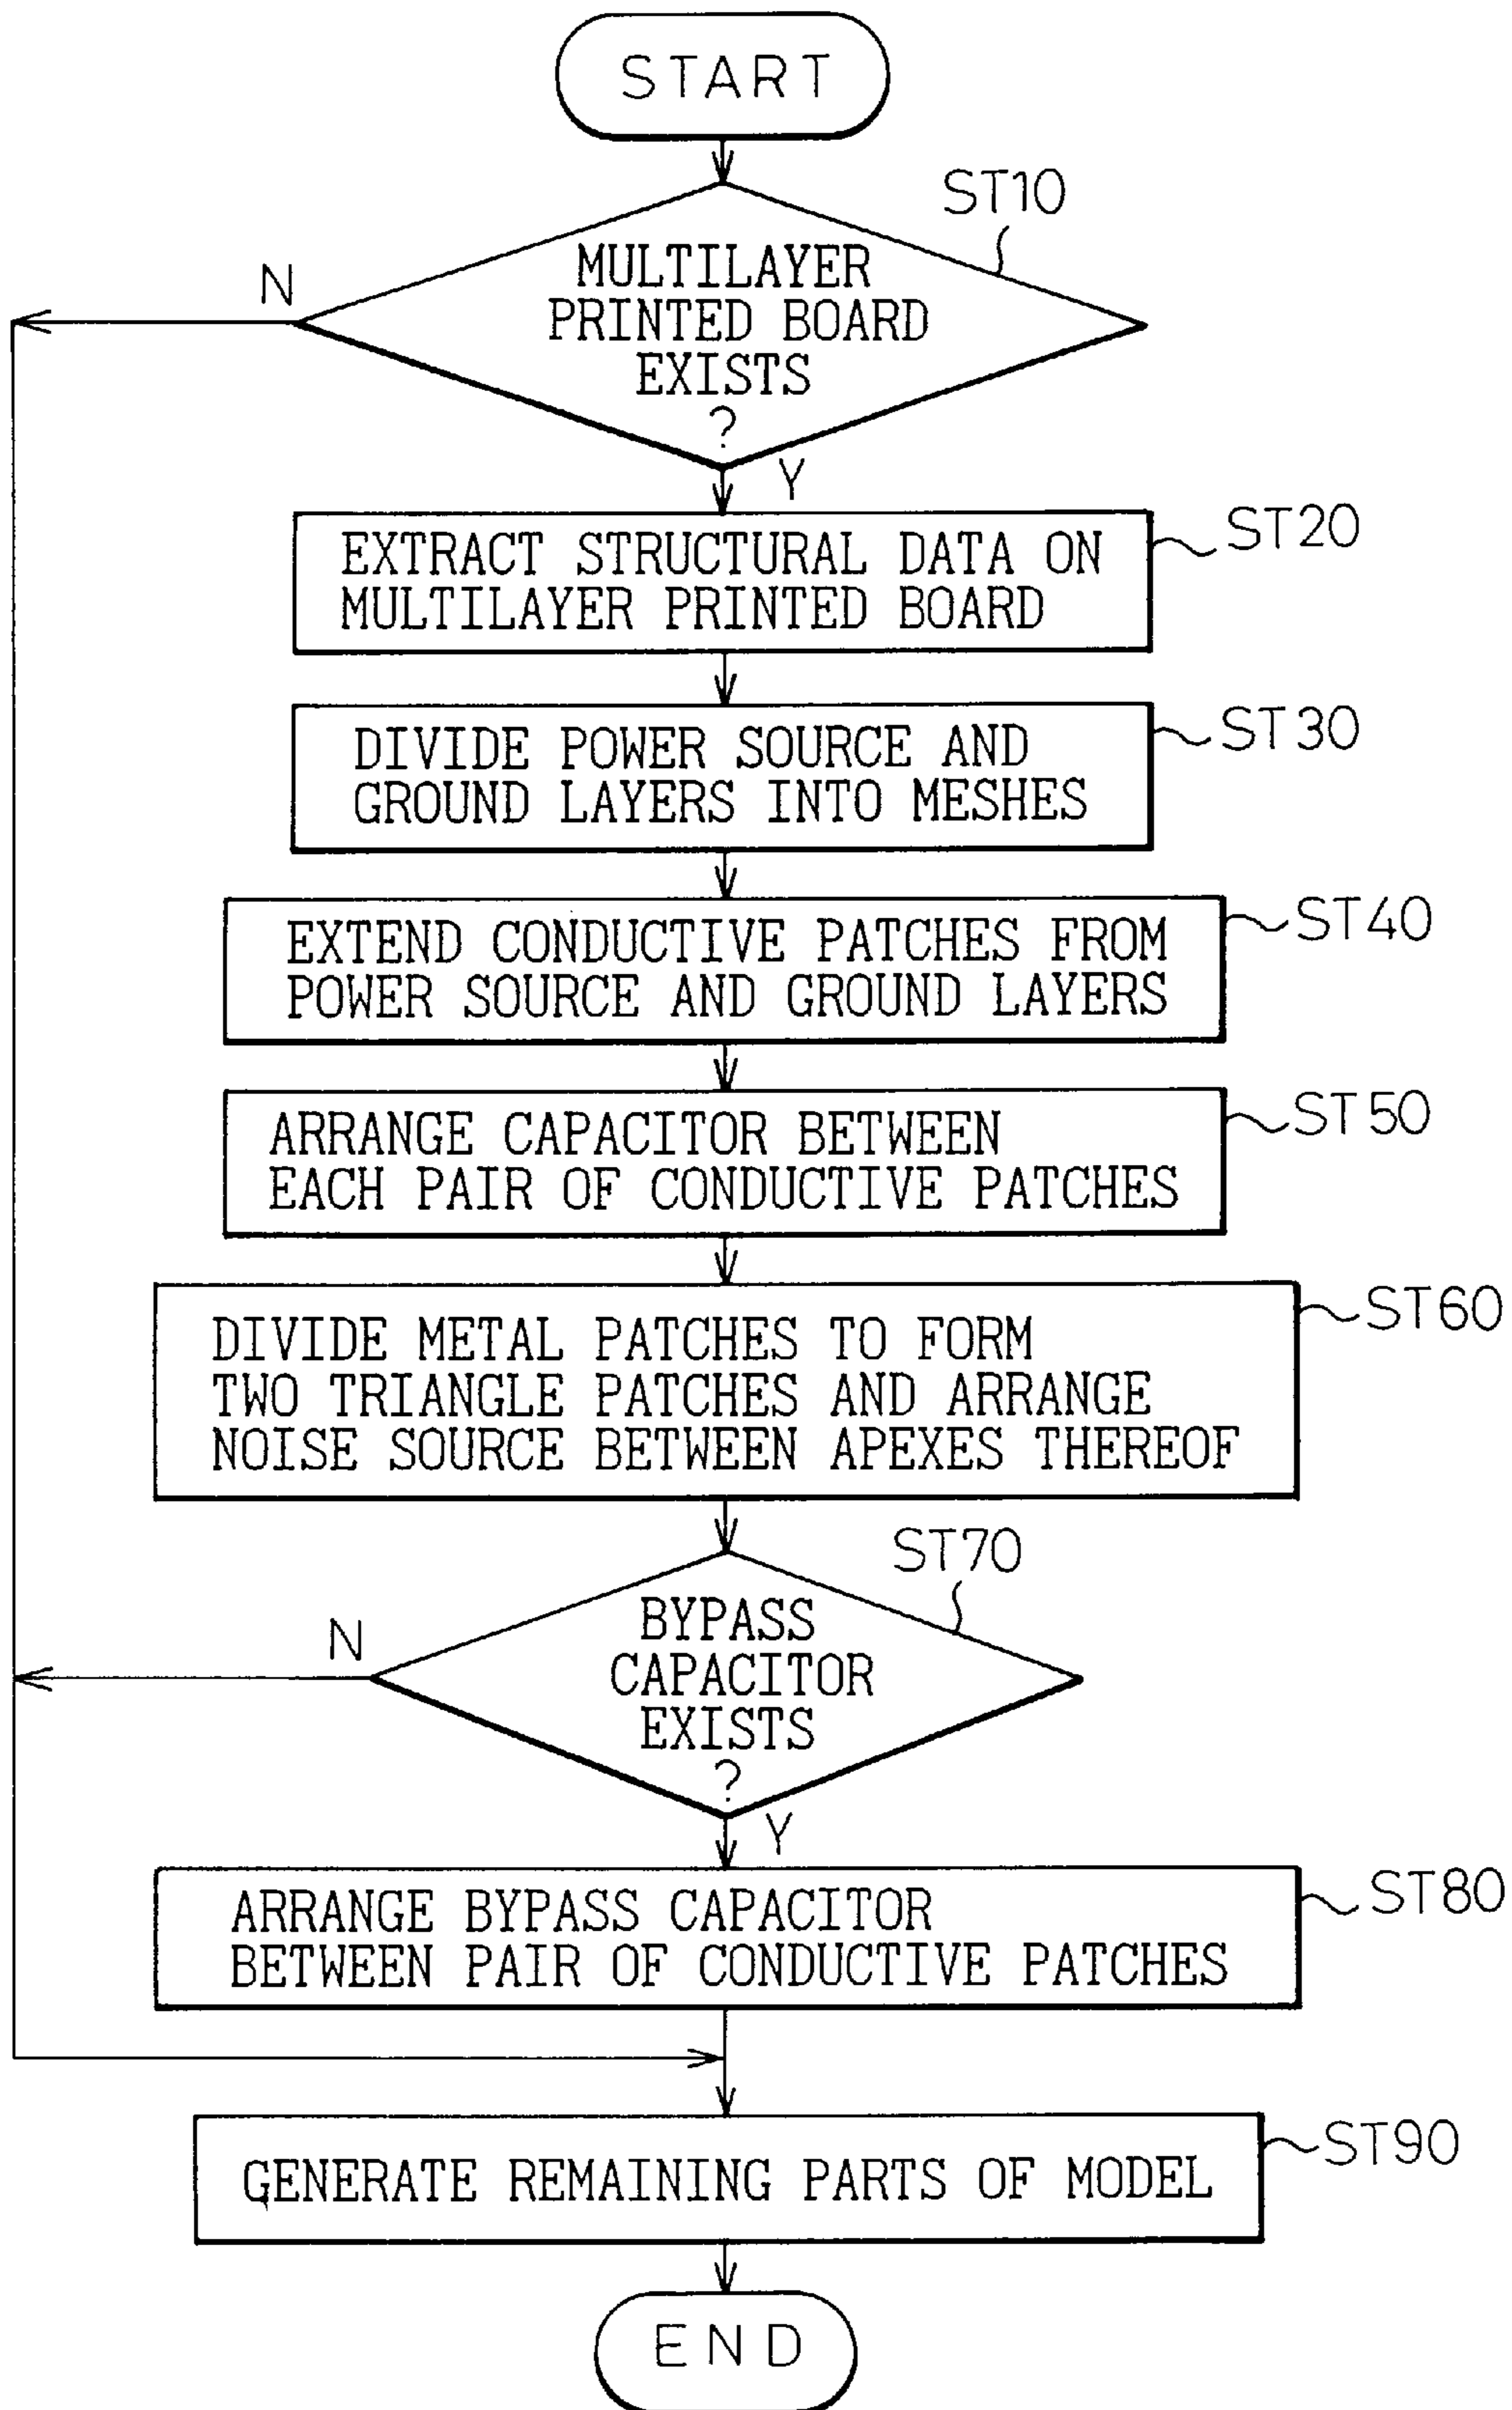 START
ST10
N
MULTILAYER
PRINTED BOARD
EXISTS
?
Y
ST20
EXTRACT STRUCTURAL DATA ON
MULTILAYER PRINTED BOARD
ST30
DIVIDE POWER SOURCE AND
GROUND LAYERS INTO MESHES
ST40
EXTEND CONDUCTIVE PATCHES FROM
POWER SOURCE AND GROUND LAYERS
ST50
ARRANGE CAPACITOR BETWEEN
EACH PAIR OF CONDUCTIVE PATCHES
ST60
DIVIDE METAL PATCHES TO FORM
TWO TRIANGLE PATCHES AND ARRANGE
NOISE SOURCE BETWEEN APEXES THEREOF
ST70
N
BYPASS
CAPACITOR
EXISTS
?
Y
ST80
ARRANGE BYPASS CAPACITOR
BETWEEN PAIR OF CONDUCTIVE PATCHES
ST90
GENERATE REMAINING PARTS OF MODEL
END